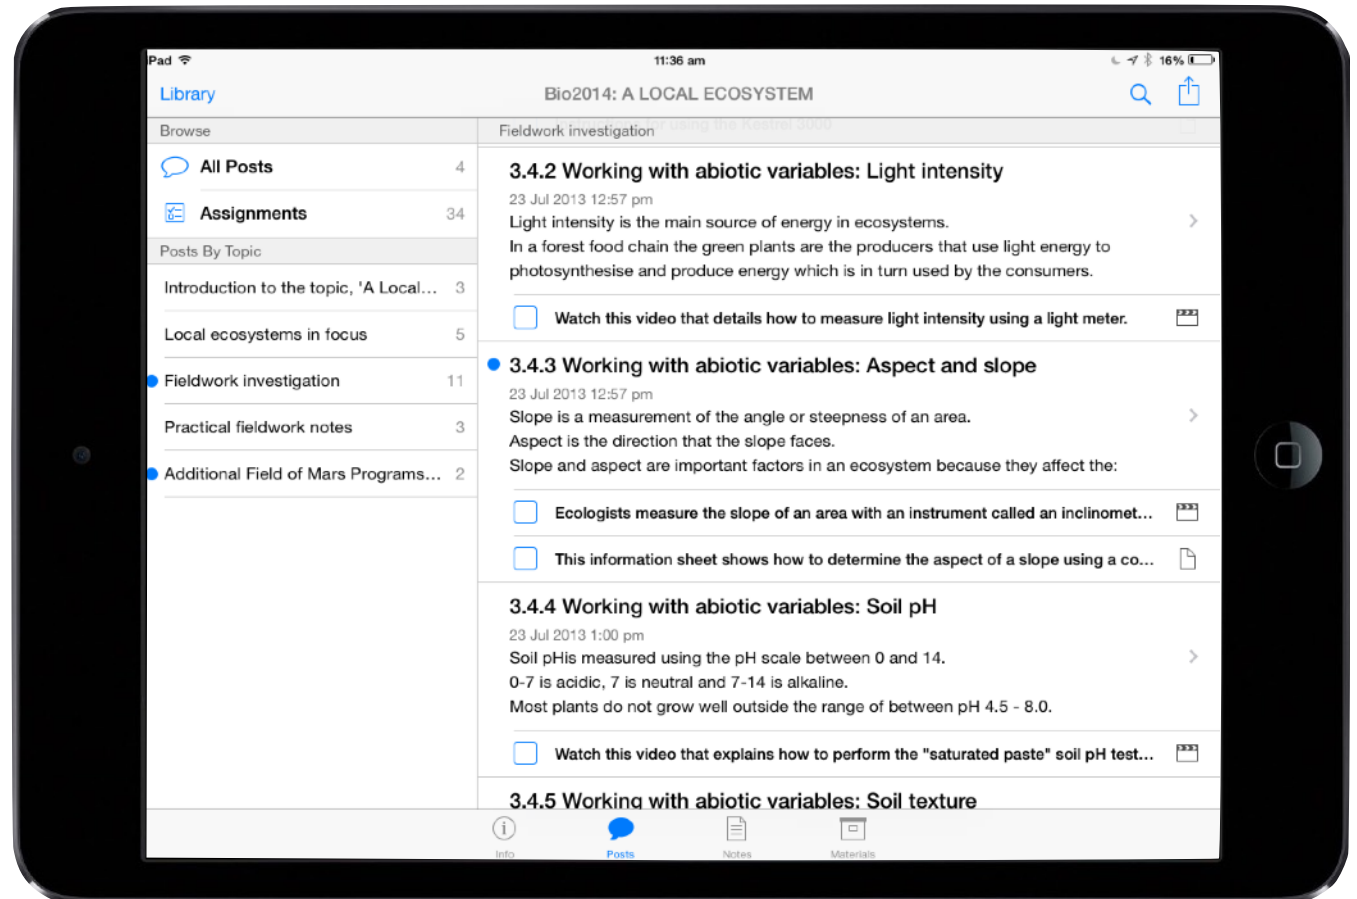 Pad
11:36 am
16%
Library
Bio2014: A LOCAL ECOSYSTEM
Browse
All Posts 4
Assignments 34
Posts By Topic
Introduction to the topic, 'A Local... 3
Local ecosystems in focus 5
Fieldwork investigation 11
Practical fieldwork notes 3
Additional Field of Mars Programs... 2
Instructions for using the Kestrel 3000
Fieldwork investigation
3.4.2 Working with abiotic variables: Light intensity
23 Jul 2013 12:57 pm
Light intensity is the main source of energy in ecosystems.
In a forest food chain the green plants are the producers that use light energy to
photosynthesise and produce energy which is in turn used by the consumers.
Watch this video that details how to measure light intensity using a light meter.
3.4.3 Working with abiotic variables: Aspect and slope
23 Jul 2013 12:57 pm
Slope is a measurement of the angle or steepness of an area.
Aspect is the direction that the slope faces.
Slope and aspect are important factors in an ecosystem because they affect the:
Ecologists measure the slope of an area with an instrument called an inclinomet...
This information sheet shows how to determine the aspect of a slope using a co...
3.4.4 Working with abiotic variables: Soil pH
23 Jul 2013 1:00 pm
Soil pHis measured using the pH scale between 0 and 14.
0-7 is acidic, 7 is neutral and 7-14 is alkaline.
Most plants do not grow well outside the range of between pH 4.5 - 8.0.
Watch this video that explains how to perform the "saturated paste" soil pH test...
3.4.5 Working with abiotic variables: Soil texture
Info
Posts
Notes
Materials